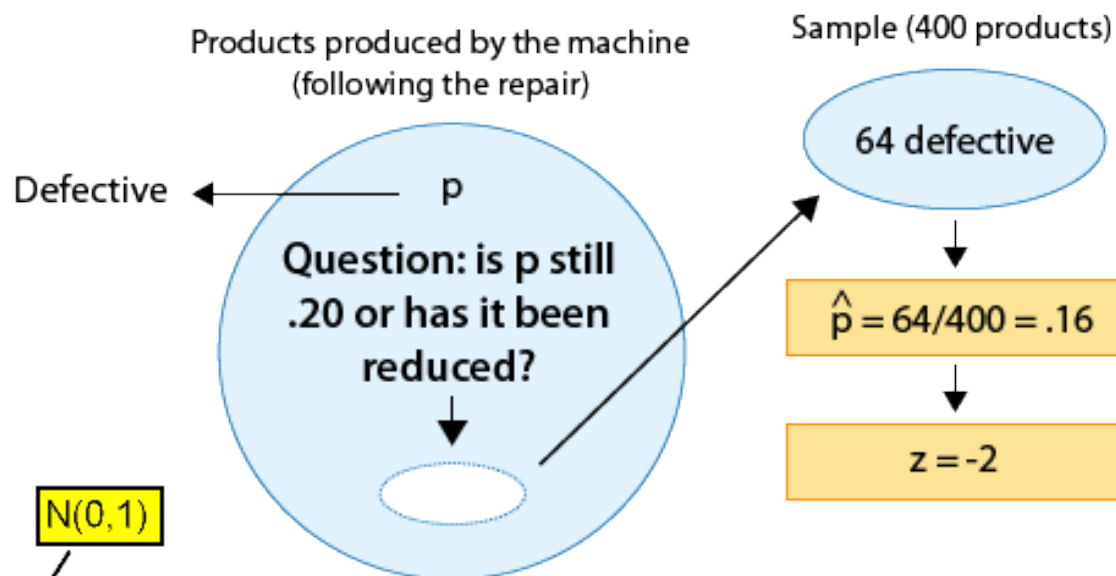 Products produced by the machine
(following the repair)
Sample (400 products)
64 defective
Defective
p
Question: is p still
.20 or has it been
reduced?
p̂ = 64/400 = .16
z = -2
N(0,1)